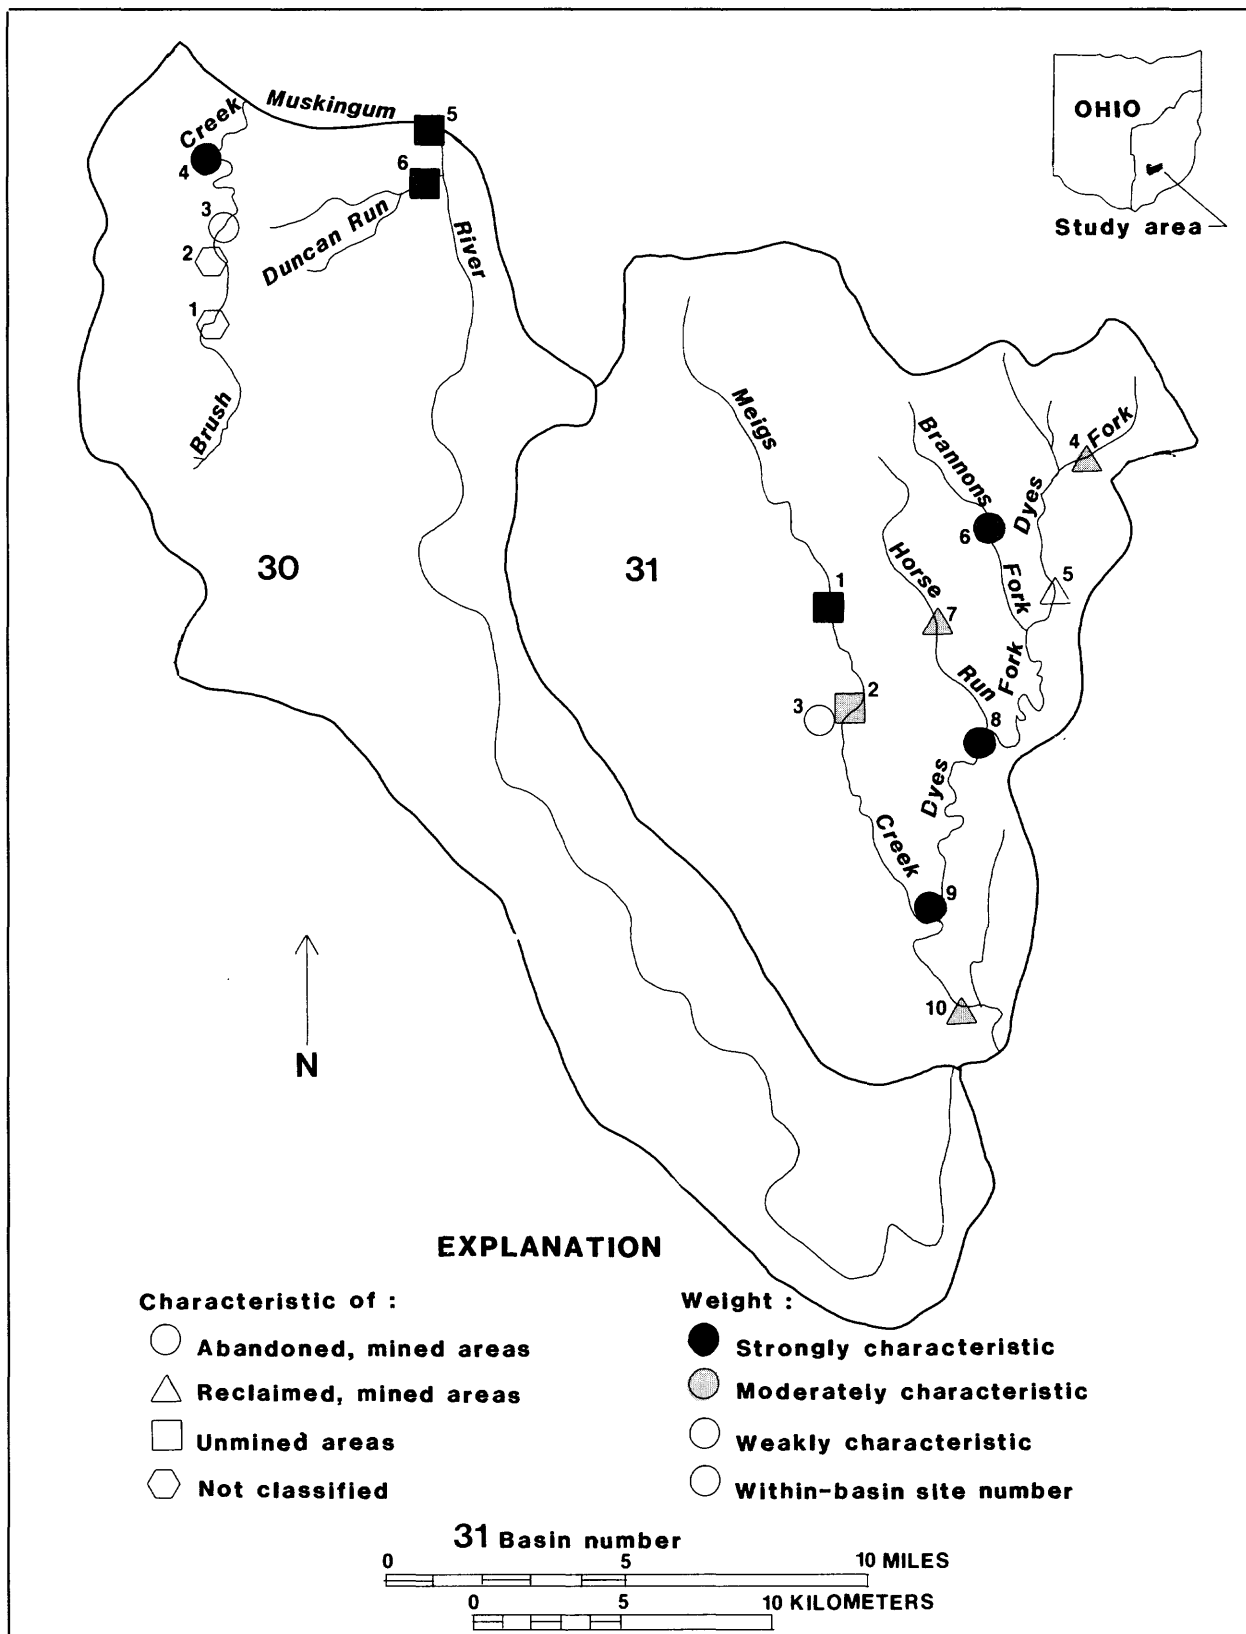 Muskingum
Creek
5
4
6
3
2
1
Duncan Run
River
Brush
OHIO
Study area
30
31
Meigs
Brannons
4
Fork
Dyes
6
Horse
Fork
5
1
7
2
3
Run
Fork
8
Dyes
Creek
9
10
N
EXPLANATION
Characteristic of :
Abandoned, mined areas
Reclaimed, mined areas
Unmined areas
Not classified
Weight :
Strongly characteristic
Moderately characteristic
Weakly characteristic
Within-basin site number
31 Basin number
0 5 10 MILES
0 5 10 KILOMETERS